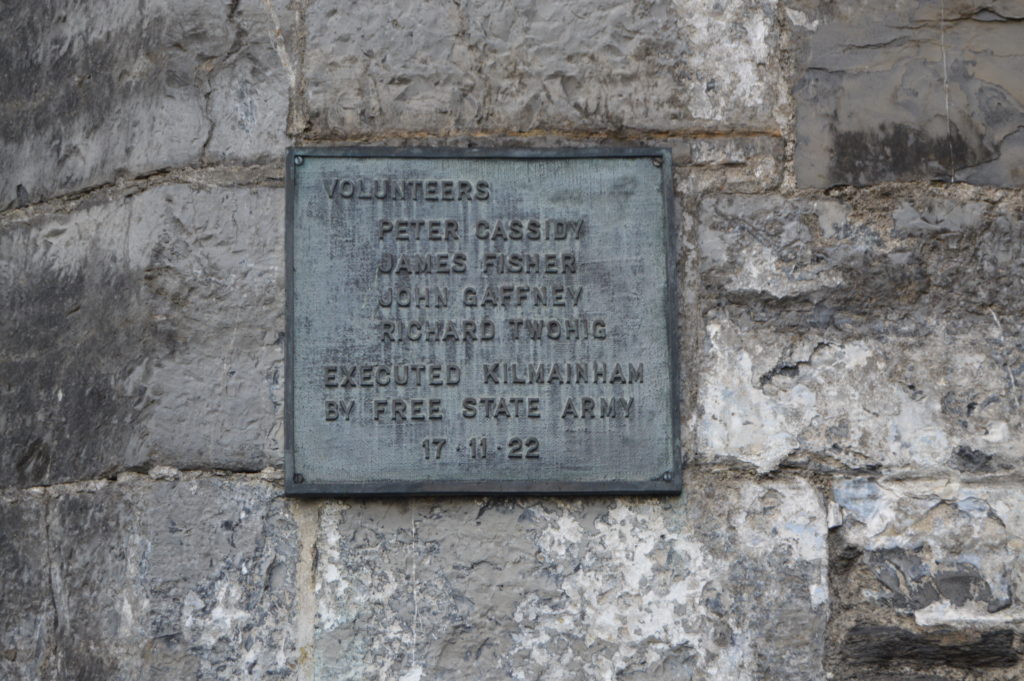 VOLUNTEERS
PETER CASSIDY
JAMES FISHER
JOHN GAFFNEY
RICHARD TWOHIG
EXECUTED KILMAINHAM
BY FREE STATE ARMY
17·11·22